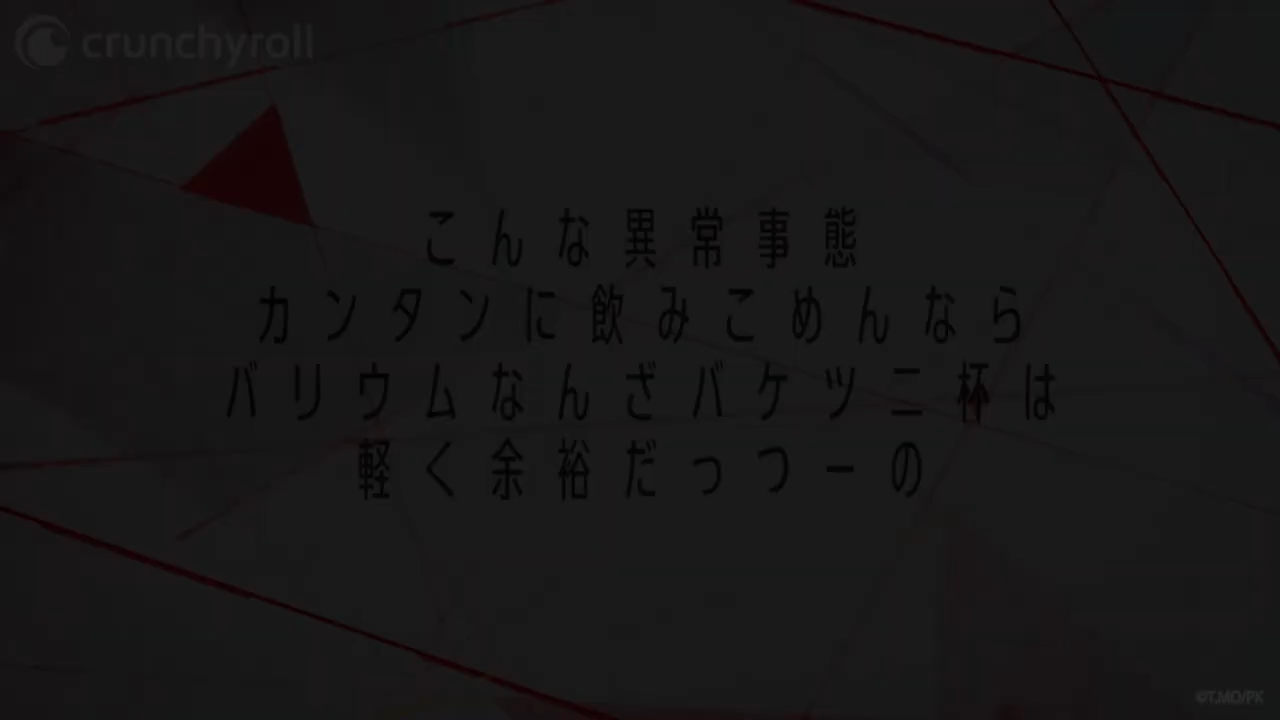 crunchyroll
こんな異常事態
カンタンに飲みこめんなら
バリウムなんざバケツ二杯は
軽く余裕だっつーの
©T,MO/PK